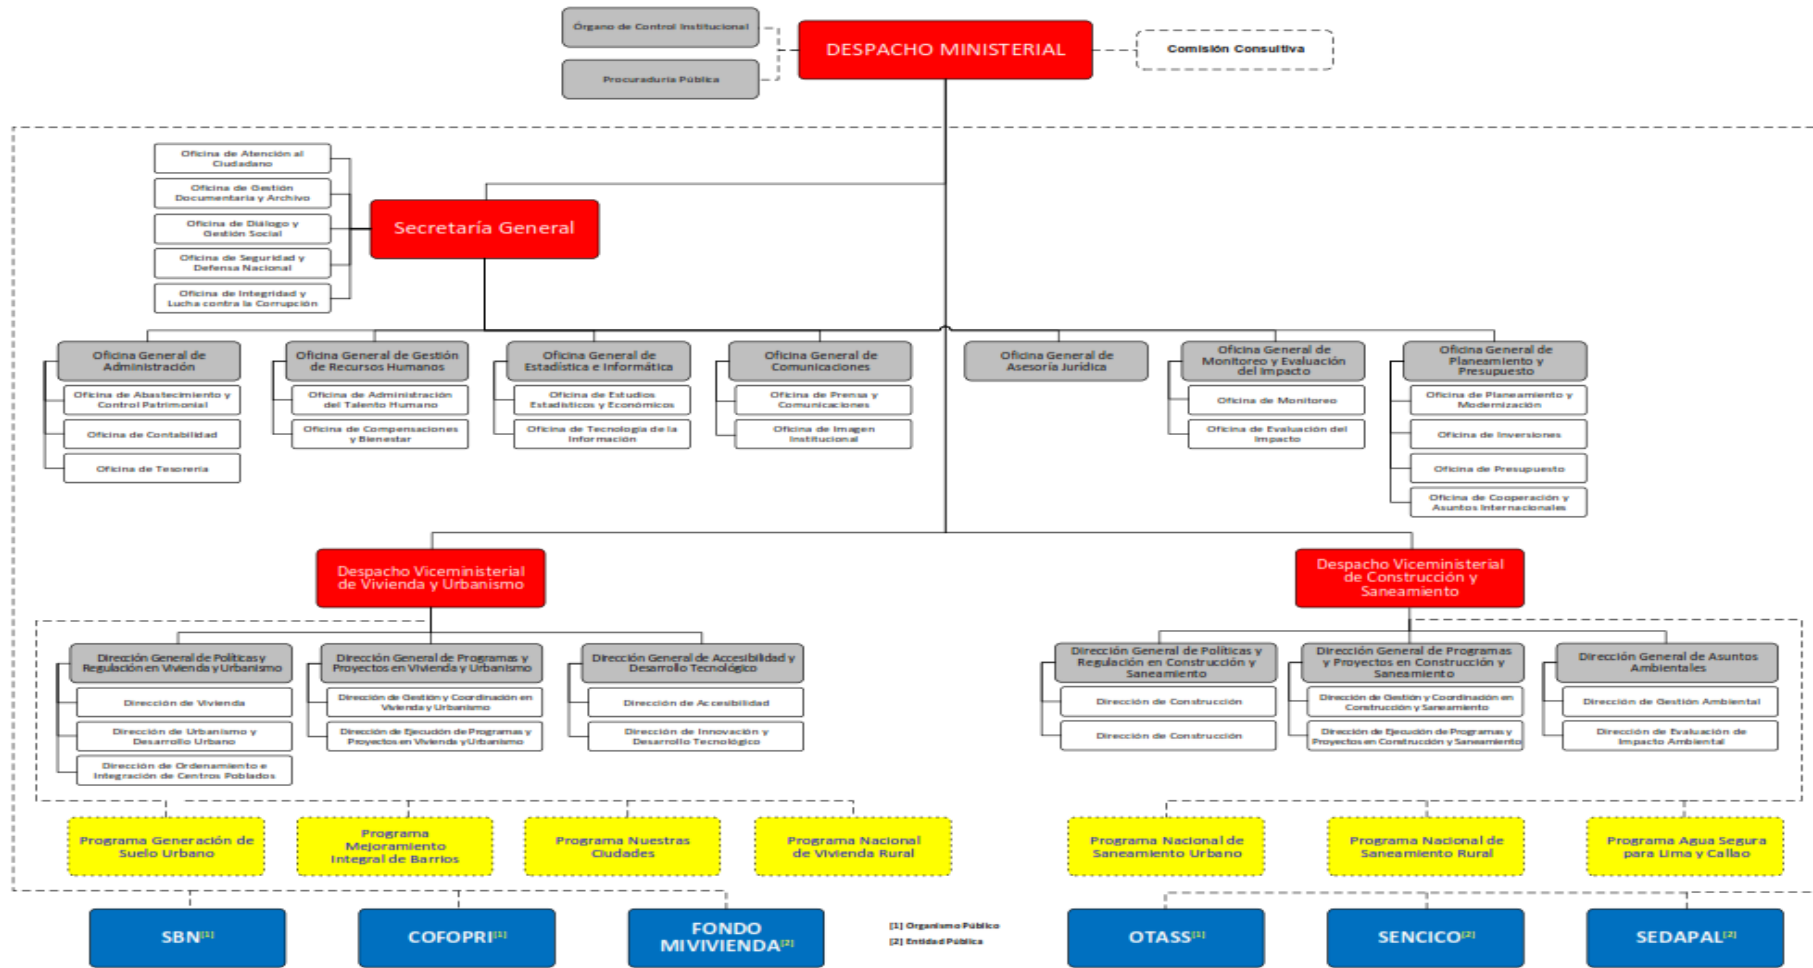 Órgano de Control Institucional
DESPACHO MINISTERIAL
Comisión Consultiva
Procuraduría Pública
Oficina de Atención al
Ciudadano
Oficina de Gestión
Documentaria y Archivo
Oficina de Diálogo y
Gestión Social
Oficina de Seguridad y
Defensa Nacional
Oficina de Integridad y
Lucha contra la Corrupción
Secretaría General
Oficina General de
Administración
Oficina de Abastecimiento y
Control Patrimonial
Oficina de Contabilidad
Oficina de Tesorería
Oficina General de Gestión
de Recursos Humanos
Oficina de Administración
del Talento Humano
Oficina de Compensaciones
y Bienestar
Oficina General de
Estadística e Informática
Oficina de Estudios
Estadísticos y Económicos
Oficina de Tecnología de la
Información
Oficina General de
Comunicaciones
Oficina de Prensa y
Comunicaciones
Oficina de Imagen
Institucional
Oficina General de
Asesoría Jurídica
Oficina General de
Monitoreo y Evaluación
del Impacto
Oficina de Monitoreo
Oficina de Evaluación del
Impacto
Oficina General de
Planeamiento y
Presupuesto
Oficina de Planeamiento y
Modernización
Oficina de Inversiones
Oficina de Presupuesto
Oficina de Cooperación y
Asuntos Internacionales
Despacho Viceministerial
de Vivienda y Urbanismo
Dirección General de Políticas y
Regulación en Vivienda y Urbanismo
Dirección de Vivienda
Dirección de Urbanismo y
Desarrollo Urbano
Dirección de Ordenamiento e
Integración de Centros Poblados
Dirección General de Programas y
Proyectos en Vivienda y Urbanismo
Dirección de Gestión y Coordinación en
Vivienda y Urbanismo
Dirección de Ejecución de Programas y
Proyectos en Vivienda y Urbanismo
Dirección General de Accesibilidad y
Desarrollo Tecnológico
Dirección de Accesibilidad
Dirección de Innovación y
Desarrollo Tecnológico
Despacho Viceministerial
de Construcción y
Saneamiento
Dirección General de Políticas y
Regulación en Construcción y
Saneamiento
Dirección de Construcción
Dirección de Construcción
Dirección General de Programas
y Proyectos en Construcción y
Saneamiento
Dirección de Gestión y Coordinación en
Construcción y Saneamiento
Dirección de Ejecución de Programas y
Proyectos en Construcción y Saneamiento
Dirección General de Asuntos
Ambientales
Dirección de Gestión Ambiental
Dirección de Evaluación de
Impacto Ambiental
Programa Generación de
Suelo Urbano
Programa
Mejoramiento
Integral de Barrios
Programa Nuestras
Ciudades
Programa Nacional
de Vivienda Rural
Programa Nacional de
Saneamiento Urbano
Programa Nacional de
Saneamiento Rural
Programa Agua Segura
para Lima y Callao
SBN[1]
COFOPRI[1]
FONDO
MIVIVIENDA[2]
[1] Organismo Público
[2] Entidad Pública
OTASS[1]
SENCICO[2]
SEDAPAL[2]